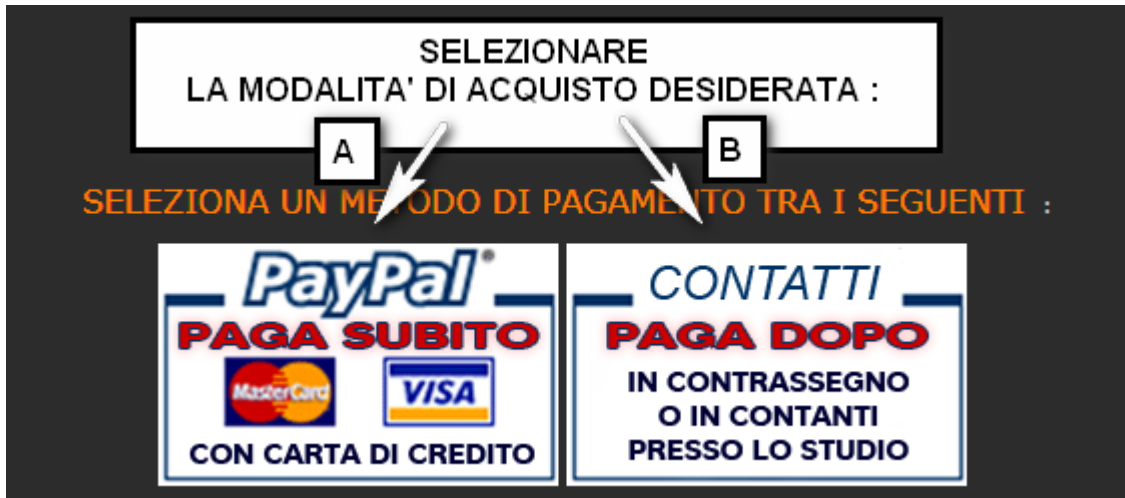 SELEZIONARE
LA MODALITA' DI ACQUISTO DESIDERATA :
A
B
SELEZIONA UN METODO DI PAGAMENTO TRA I SEGUENTI :
PayPal
PAGA SUBITO
MasterCard
VISA
CON CARTA DI CREDITO
CONTATTI
PAGA DOPO
IN CONTRASSEGNO
O IN CONTANTI
PRESSO LO STUDIO